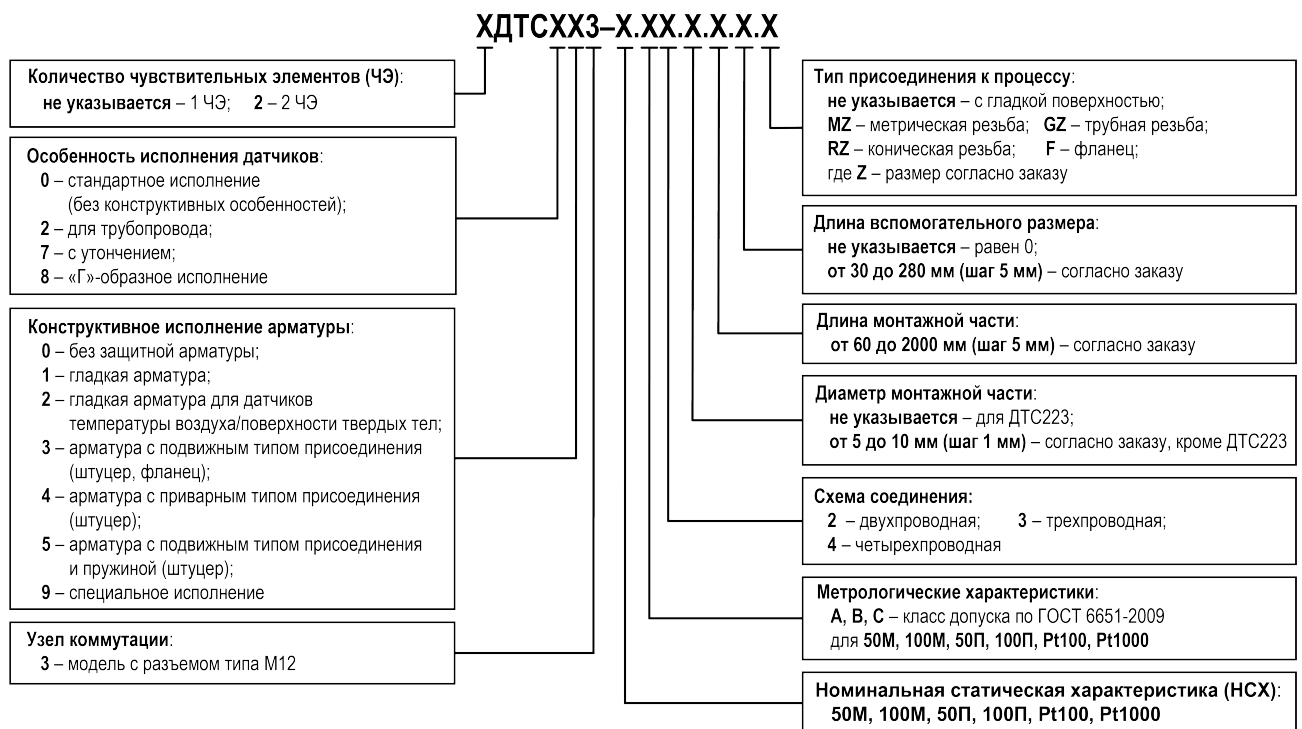 ХДТСХХ3–Х.ХХ.Х.Х.Х.Х
Количество чувствительных элементов (ЧЭ):
не указывается – 1 ЧЭ; 2 – 2 ЧЭ
Особенность исполнения датчиков:
0 – стандартное исполнение
(без конструктивных особенностей);
2 – для трубопровода;
7 – с утончением;
8 – «Г»-образное исполнение
Конструктивное исполнение арматуры:
0 – без защитной арматуры;
1 – гладкая арматура;
2 – гладкая арматура для датчиков
температуры воздуха/поверхности твердых тел;
3 – арматура с подвижным типом присоединения
(штуцер, фланец);
4 – арматура с приварным типом присоединения
(штуцер);
5 – арматура с подвижным типом присоединения
и пружиной (штуцер);
9 – специальное исполнение
Узел коммутации:
3 – модель с разъемом типа М12
Тип присоединения к процессу:
не указывается – с гладкой поверхностью;
MZ – метрическая резьба; GZ – трубная резьба;
RZ – коническая резьба; F – фланец;
где Z – размер согласно заказу
Длина вспомогательного размера:
не указывается – равен 0;
от 30 до 280 мм (шаг 5 мм) – согласно заказу
Длина монтажной части:
от 60 до 2000 мм (шаг 5 мм) – согласно заказу
Диаметр монтажной части:
не указывается – для ДТС223;
от 5 до 10 мм (шаг 1 мм) – согласно заказу, кроме ДТС223
Схема соединения:
2 – двухпроводная; 3 – трехпроводная;
4 – четырехпроводная
Метрологические характеристики:
А, В, С – класс допуска по ГОСТ 6651-2009
для 50М, 100М, 50П, 100П, Pt100, Pt1000
Номинальная статическая характеристика (НСХ):
50М, 100М, 50П, 100П, Pt100, Pt1000